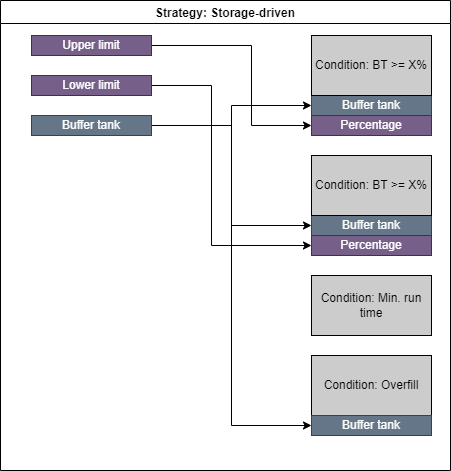 Strategy: Storage-driven
Upper limit
Lower limit
Buffer tank
Condition: BT >= X%
Buffer tank
Percentage
Condition: BT >= X%
Buffer tank
Percentage
Condition: Min. run
time
Condition: Overfill
Buffer tank